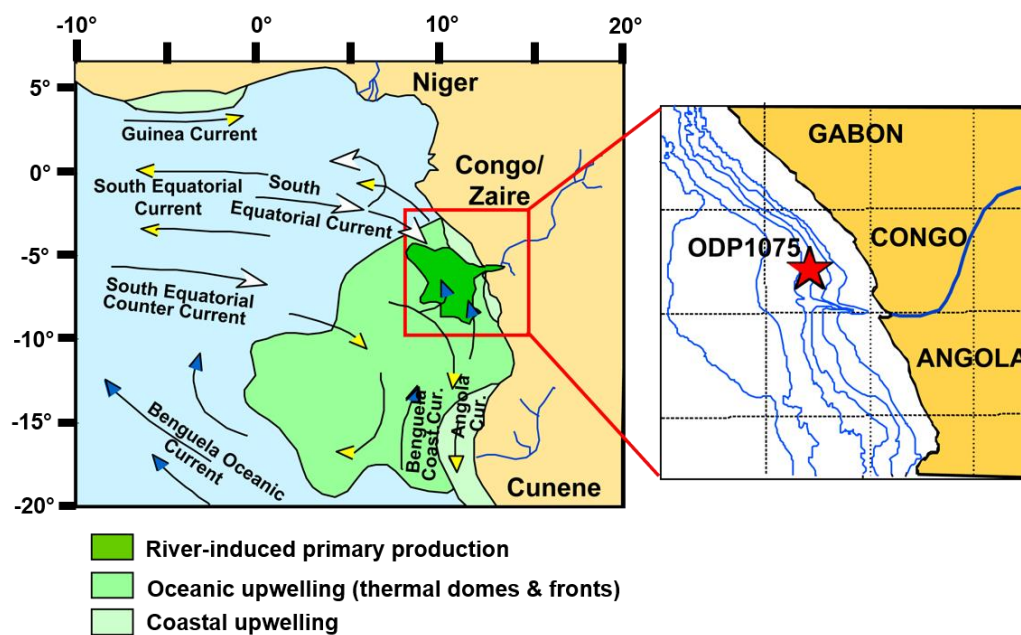 -10° 0° 10° 20°
5°
0°
-5°
-10°
-15°
-20°
Niger
Guinea Current
Congo/
Zaire
South Equatorial
Current
South
Equatorial Current
South Equatorial
Counter Current
Benguela Oceanic
Current
Benguela
Coast Cur.
Angola
Cur.
Cunene
GABON
ODP1075
CONGO
ANGOLA
River-induced primary production
Oceanic upwelling (thermal domes & fronts)
Coastal upwelling